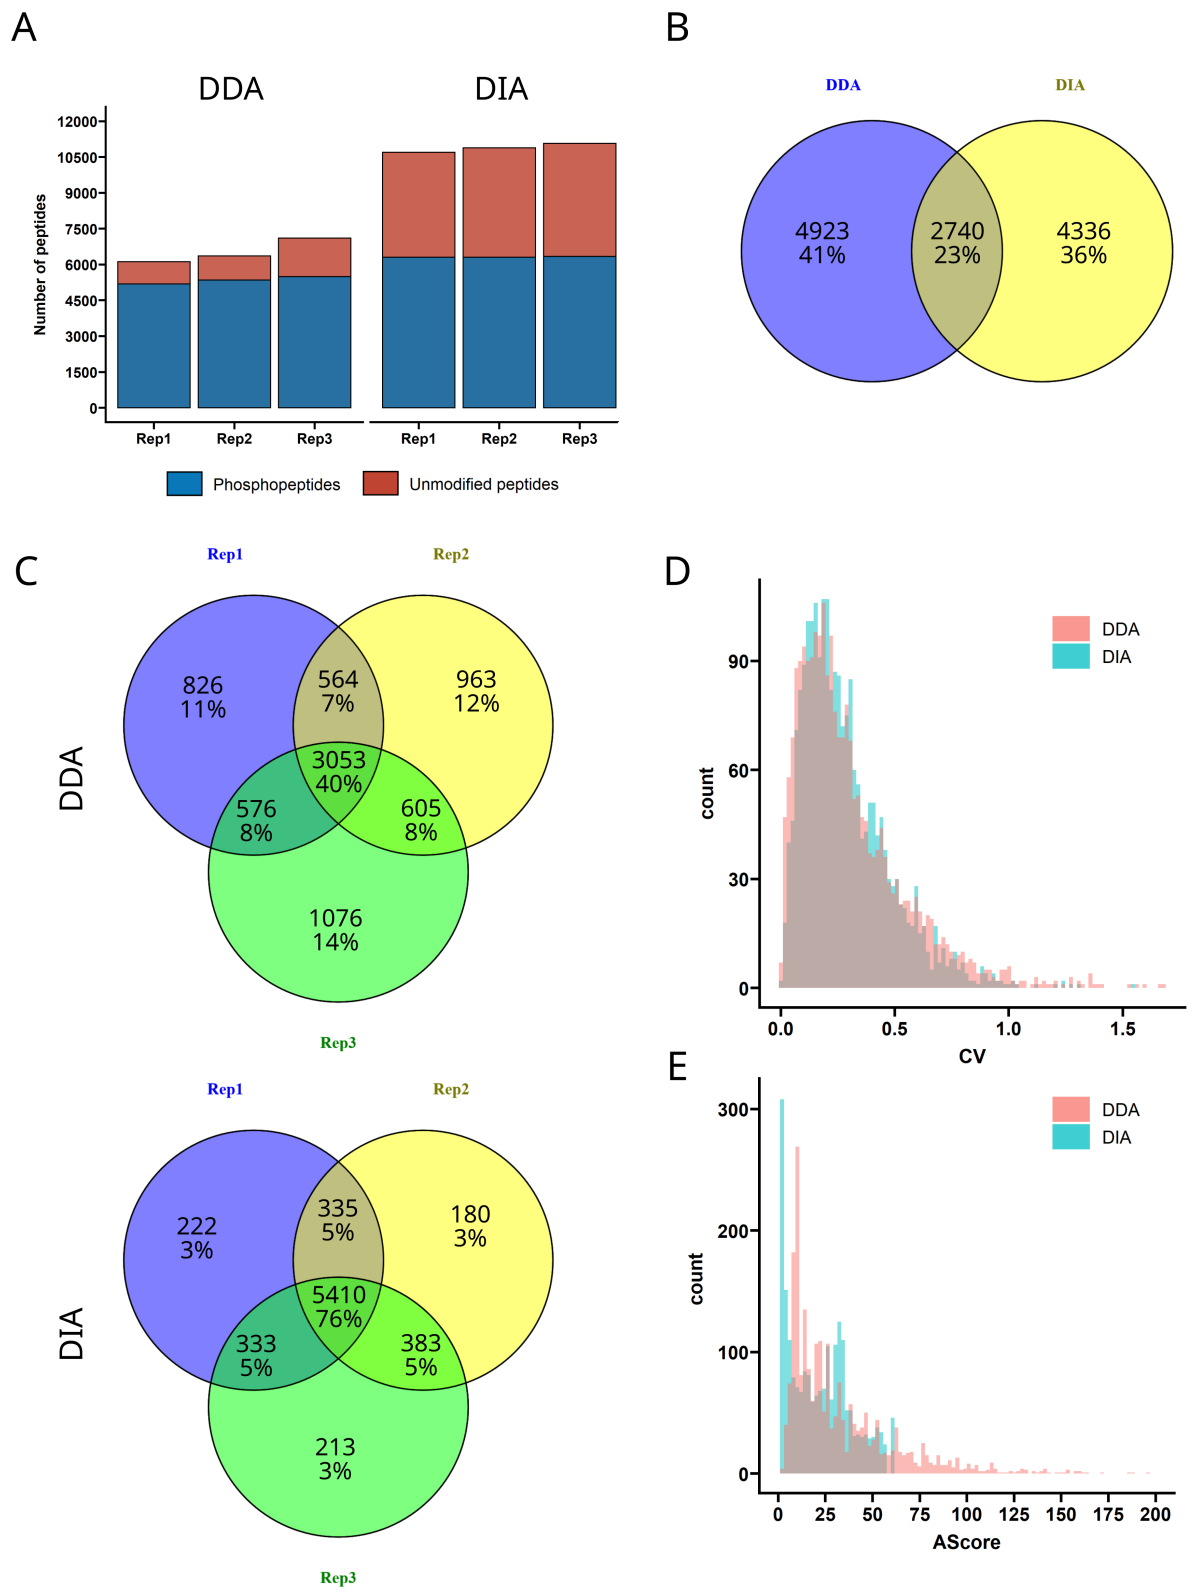 A
DDA
DIA
12000
10500
9000
7500
6000
4500
3000
1500
0
Number of peptides
Rep1
Rep2
Rep3
Rep1
Rep2
Rep3
Phosphopeptides
Unmodified peptides
B
DDA
DIA
4923
41%
2740
23%
4336
36%
C
DDA
Rep1
Rep2
826
11%
564
7%
963
12%
3053
40%
576
8%
605
8%
1076
14%
Rep3
DIA
Rep1
Rep2
222
3%
335
5%
180
3%
5410
76%
333
5%
383
5%
213
3%
Rep3
D
DDA
DIA
90
60
30
0
count
0.0
0.5
1.0
1.5
CV
E
DDA
DIA
300
200
100
0
count
0
25
50
75
100
125
150
175
200
AScore